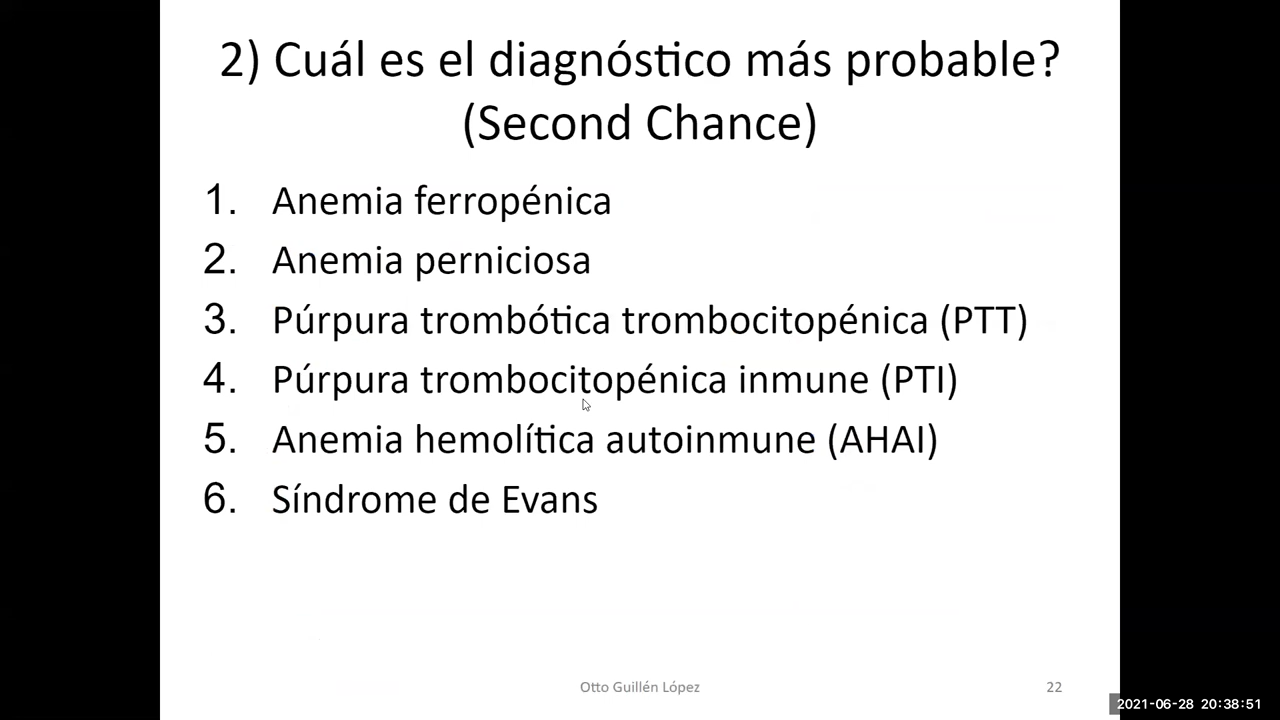 2) Cuál es el diagnóstico más probable?
(Second Chance)
1. Anemia ferropénica
2. Anemia perniciosa
3. Púrpura trombótica trombocitopénica (PTT)
4. Púrpura trombocitopénica inmune (PTI)
5. Anemia hemolítica autoinmune (AHAI)
6. Síndrome de Evans
Otto Guillén López
22
2021-06-28 20:38:51